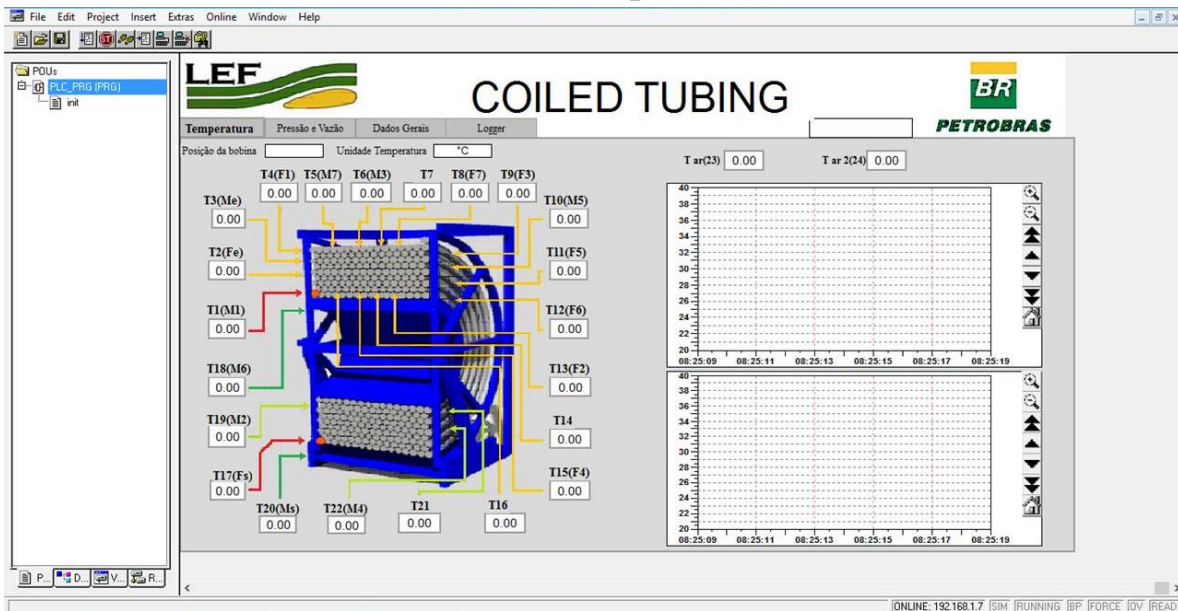 File Edit Project Insert Extras Online Window Help
POUs
PLC_PRG (PRG)
init
LEF
COILED TUBING
BR
PETROBRAS
Temperatura Pressão e Vazão Dados Gerais Logger
Posição da bobina Unidade Temperatura °C
T ar(23) 0.00 T ar 2(24) 0.00
T4(F1) T5(M7) T6(M3) T7 T8(F7) T9(F3)
0.00 0.00 0.00 0.00 0.00 0.00
T3(Me) T10(M5)
0.00 0.00
T2(Fe) T11(F5)
0.00 0.00
T1(M1) T12(F6)
0.00 0.00
T18(M6) T13(F2)
0.00 0.00
T19(M2) T14
0.00 0.00
T17(Fs) T15(F4)
0.00 0.00
T20(Ms) T22(M4) T21 T16
0.00 0.00 0.00 0.00
40
38
36
34
32
30
28
26
24
22
20
08:25:09 08:25:11 08:25:13 08:25:15 08:25:17 08:25:19
40
38
36
34
32
30
28
26
24
22
20
08:25:09 08:25:11 08:25:13 08:25:15 08:25:17 08:25:19
P... D... V... R...
ONLINE: 192.168.1.7 SIM RUNNING BP FORCE OV READ